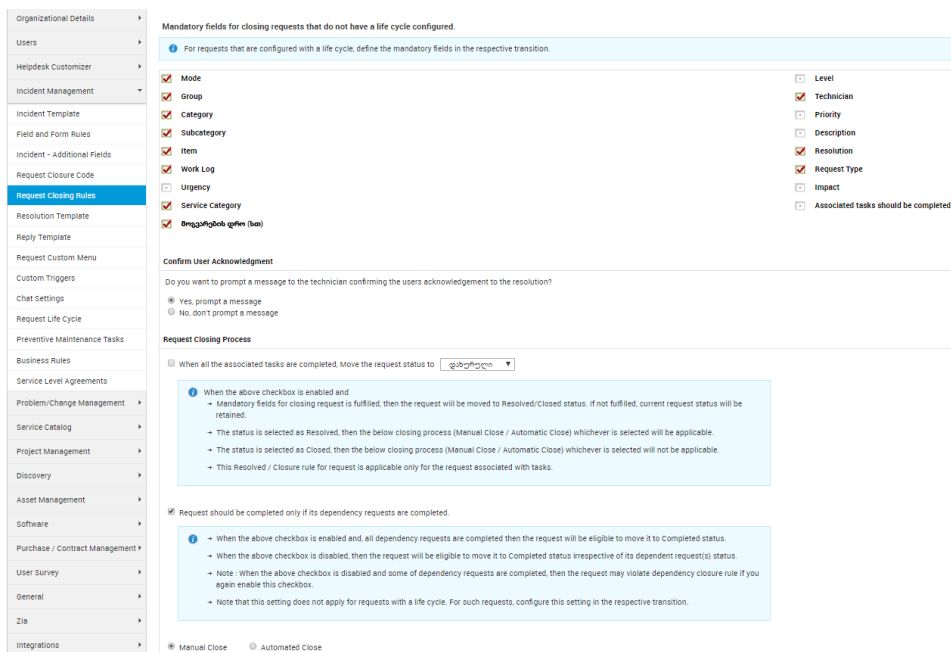 Organizational Details
Users
Helpdesk Customizer
Incident Management
Incident Template
Field and Form Rules
Incident - Additional Fields
Request Closure Code
Request Closing Rules
Resolution Template
Reply Template
Request Custom Menu
Custom Triggers
Chat Settings
Request Life Cycle
Preventive Maintenance Tasks
Business Rules
Service Level Agreements
Problem/Change Management
Service Catalog
Project Management
Discovery
Asset Management
Software
Purchase / Contract Management
User Survey
General
Zia
Integrations
Mandatory fields for closing requests that do not have a life cycle configured.
For requests that are configured with a life cycle, define the mandatory fields in the respective transition.
Mode
Group
Category
Subcategory
Item
Work Log
Urgency
Service Category
მოგვარების დრო (სთ)
Level
Technician
Priority
Description
Resolution
Request Type
Impact
Associated tasks should be completed
Confirm User Acknowledgment
Do you want to prompt a message to the technician confirming the users acknowledgement to the resolution?
Yes, prompt a message
No, don't prompt a message
Request Closing Process
When all the associated tasks are completed, Move the request status to დახურული
When the above checkbox is enabled and
→ Mandatory fields for closing request is fulfilled, then the request will be moved to Resolved/Closed status. If not fulfilled, current request status will be
retained.
→ The status is selected as Resolved, then the below closing process (Manual Close / Automatic Close) whichever is selected will be applicable.
→ The status is selected as Closed, then the below closing process (Manual Close / Automatic Close) whichever is selected will not be applicable.
→ This Resolved / Closure rule for request is applicable only for the request associated with tasks.
Request should be completed only if its dependency requests are completed.
→ When the above checkbox is enabled and, all dependency requests are completed then the request will be eligible to move it to Completed status.
→ When the above checkbox is disabled, then the request will be eligible to move it to Completed status irrespective of its dependent request(s) status.
→ Note : When the above checkbox is disabled and some of dependency requests are completed, then the request may violate dependency closure rule if you
again enable this checkbox.
→ Note that this setting does not apply for requests with a life cycle. For such requests, configure this setting in the respective transition.
Manual Close Automated Close